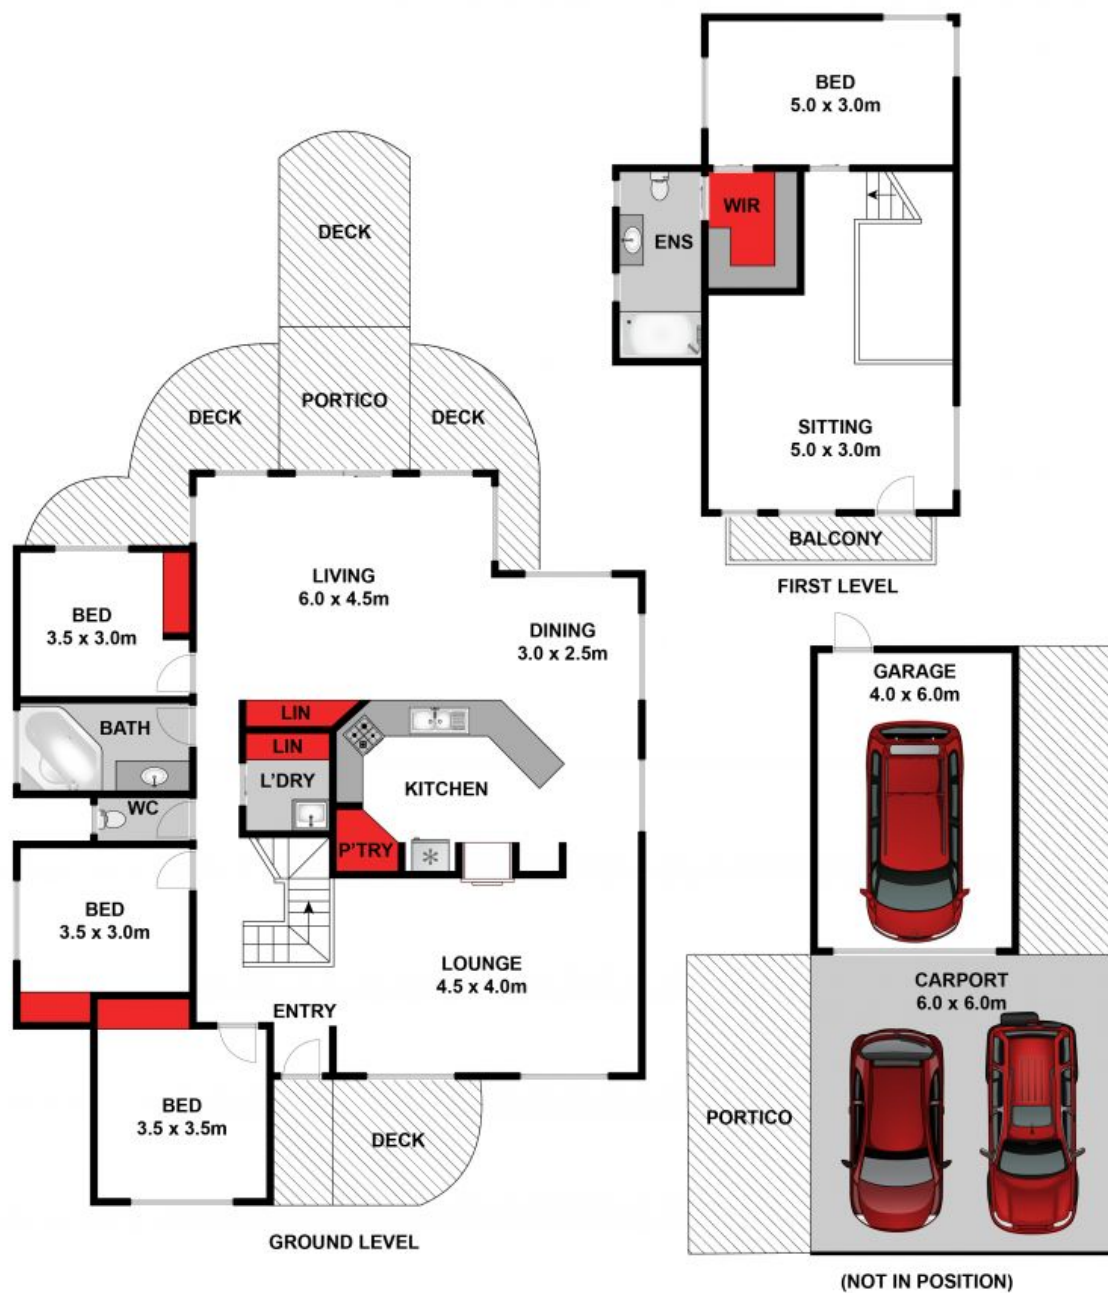 BED
5.0 x 3.0m
WIR
ENS
SITTING
5.0 x 3.0m
BALCONY
FIRST LEVEL
DECK
PORTICO
DECK
DECK
LIVING
6.0 x 4.5m
DINING
3.0 x 2.5m
BED
3.5 x 3.0m
LIN
LIN
BATH
L'DRY
KITCHEN
WC
P'TRY
BED
3.5 x 3.0m
LOUNGE
4.5 x 4.0m
ENTRY
BED
3.5 x 3.5m
DECK
GROUND LEVEL
GARAGE
4.0 x 6.0m
CARPORT
6.0 x 6.0m
PORTICO
(NOT IN POSITION)